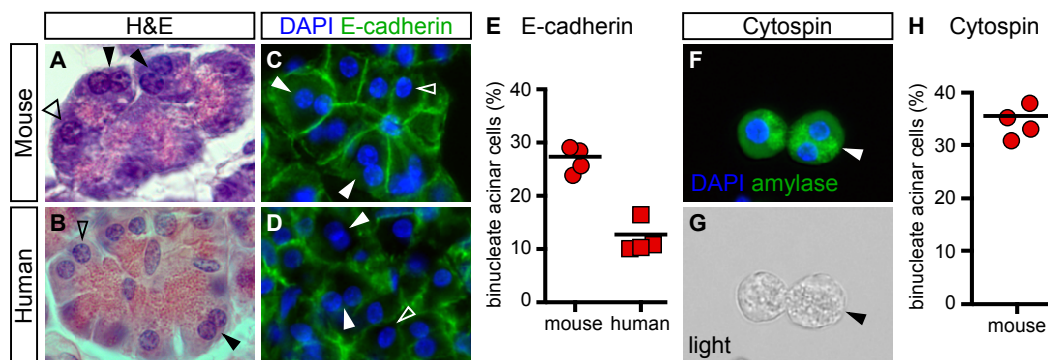 H&E
DAPI E-cadherin
E E-cadherin
Cytospin
H Cytospin
Mouse
Human
A
C
B
D
binucleate acinar cells (%)
40
30
20
10
0
mouse human
F
DAPI amylase
G
light
binucleate acinar cells (%)
40
30
20
10
0
mouse